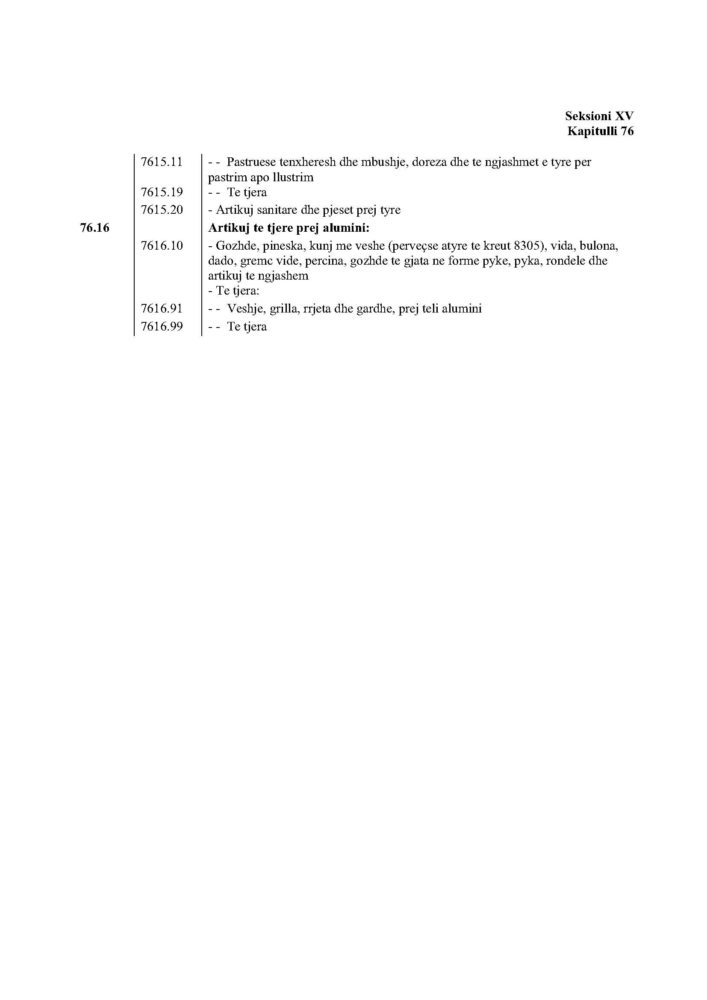 Seksioni XV
Kapitulli 76
7615.11 - - Pastruese tenxheresh dhe mbushje, doreza dhe te ngjashmet e tyre per
pastrim apo llustrim
7615.19 - - Te tjera
7615.20 - Artikuj sanitare dhe pjeset prej tyre
76.16 Artikuj te tjere prej alumini:
7616.10 - Gozhde, pineska, kunj me veshe (perveçse atyre te kreut 8305), vida, bulona,
dado, gremc vide, percina, gozhde te gjata ne forme pyke, pyka, rondele dhe
artikuj te ngjashem
- Te tjera:
7616.91 - - Veshje, grilla, rrjeta dhe gardhe, prej teli alumini
7616.99 - - Te tjera